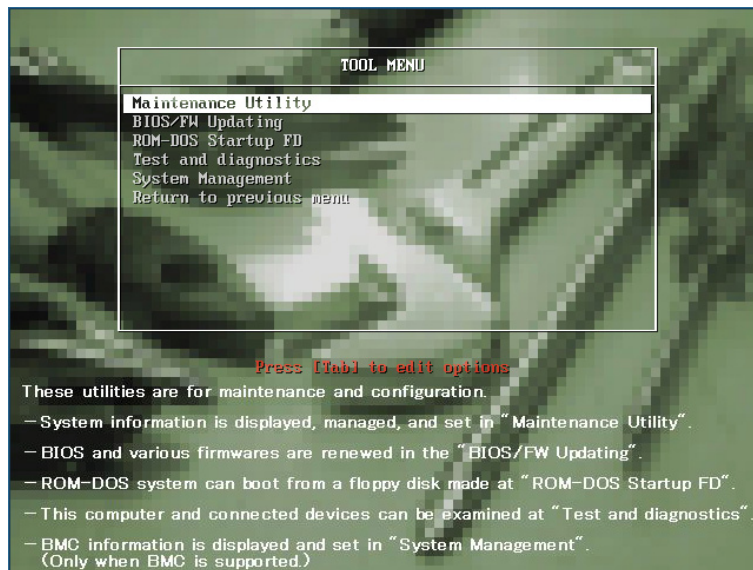 TOOL MENU
Maintenance Utility
BIOS/FW Updating
ROM-DOS Startup FD
Test and diagnostics
System Management
Return to previous menu
Press [Tab] to edit options
These utilities are for maintenance and configuration.
-System information is displayed, managed, and set in "Maintenance Utility".
-BIOS and various firmwares are renewed in the "BIOS/FW Updating".
-ROM-DOS system can boot from a floppy disk made at "ROM-DOS Startup FD".
-This computer and connected devices can be examined at "Test and diagnostics".
-BMC information is displayed and set in "System Management".
(Only when BMC is supported.)